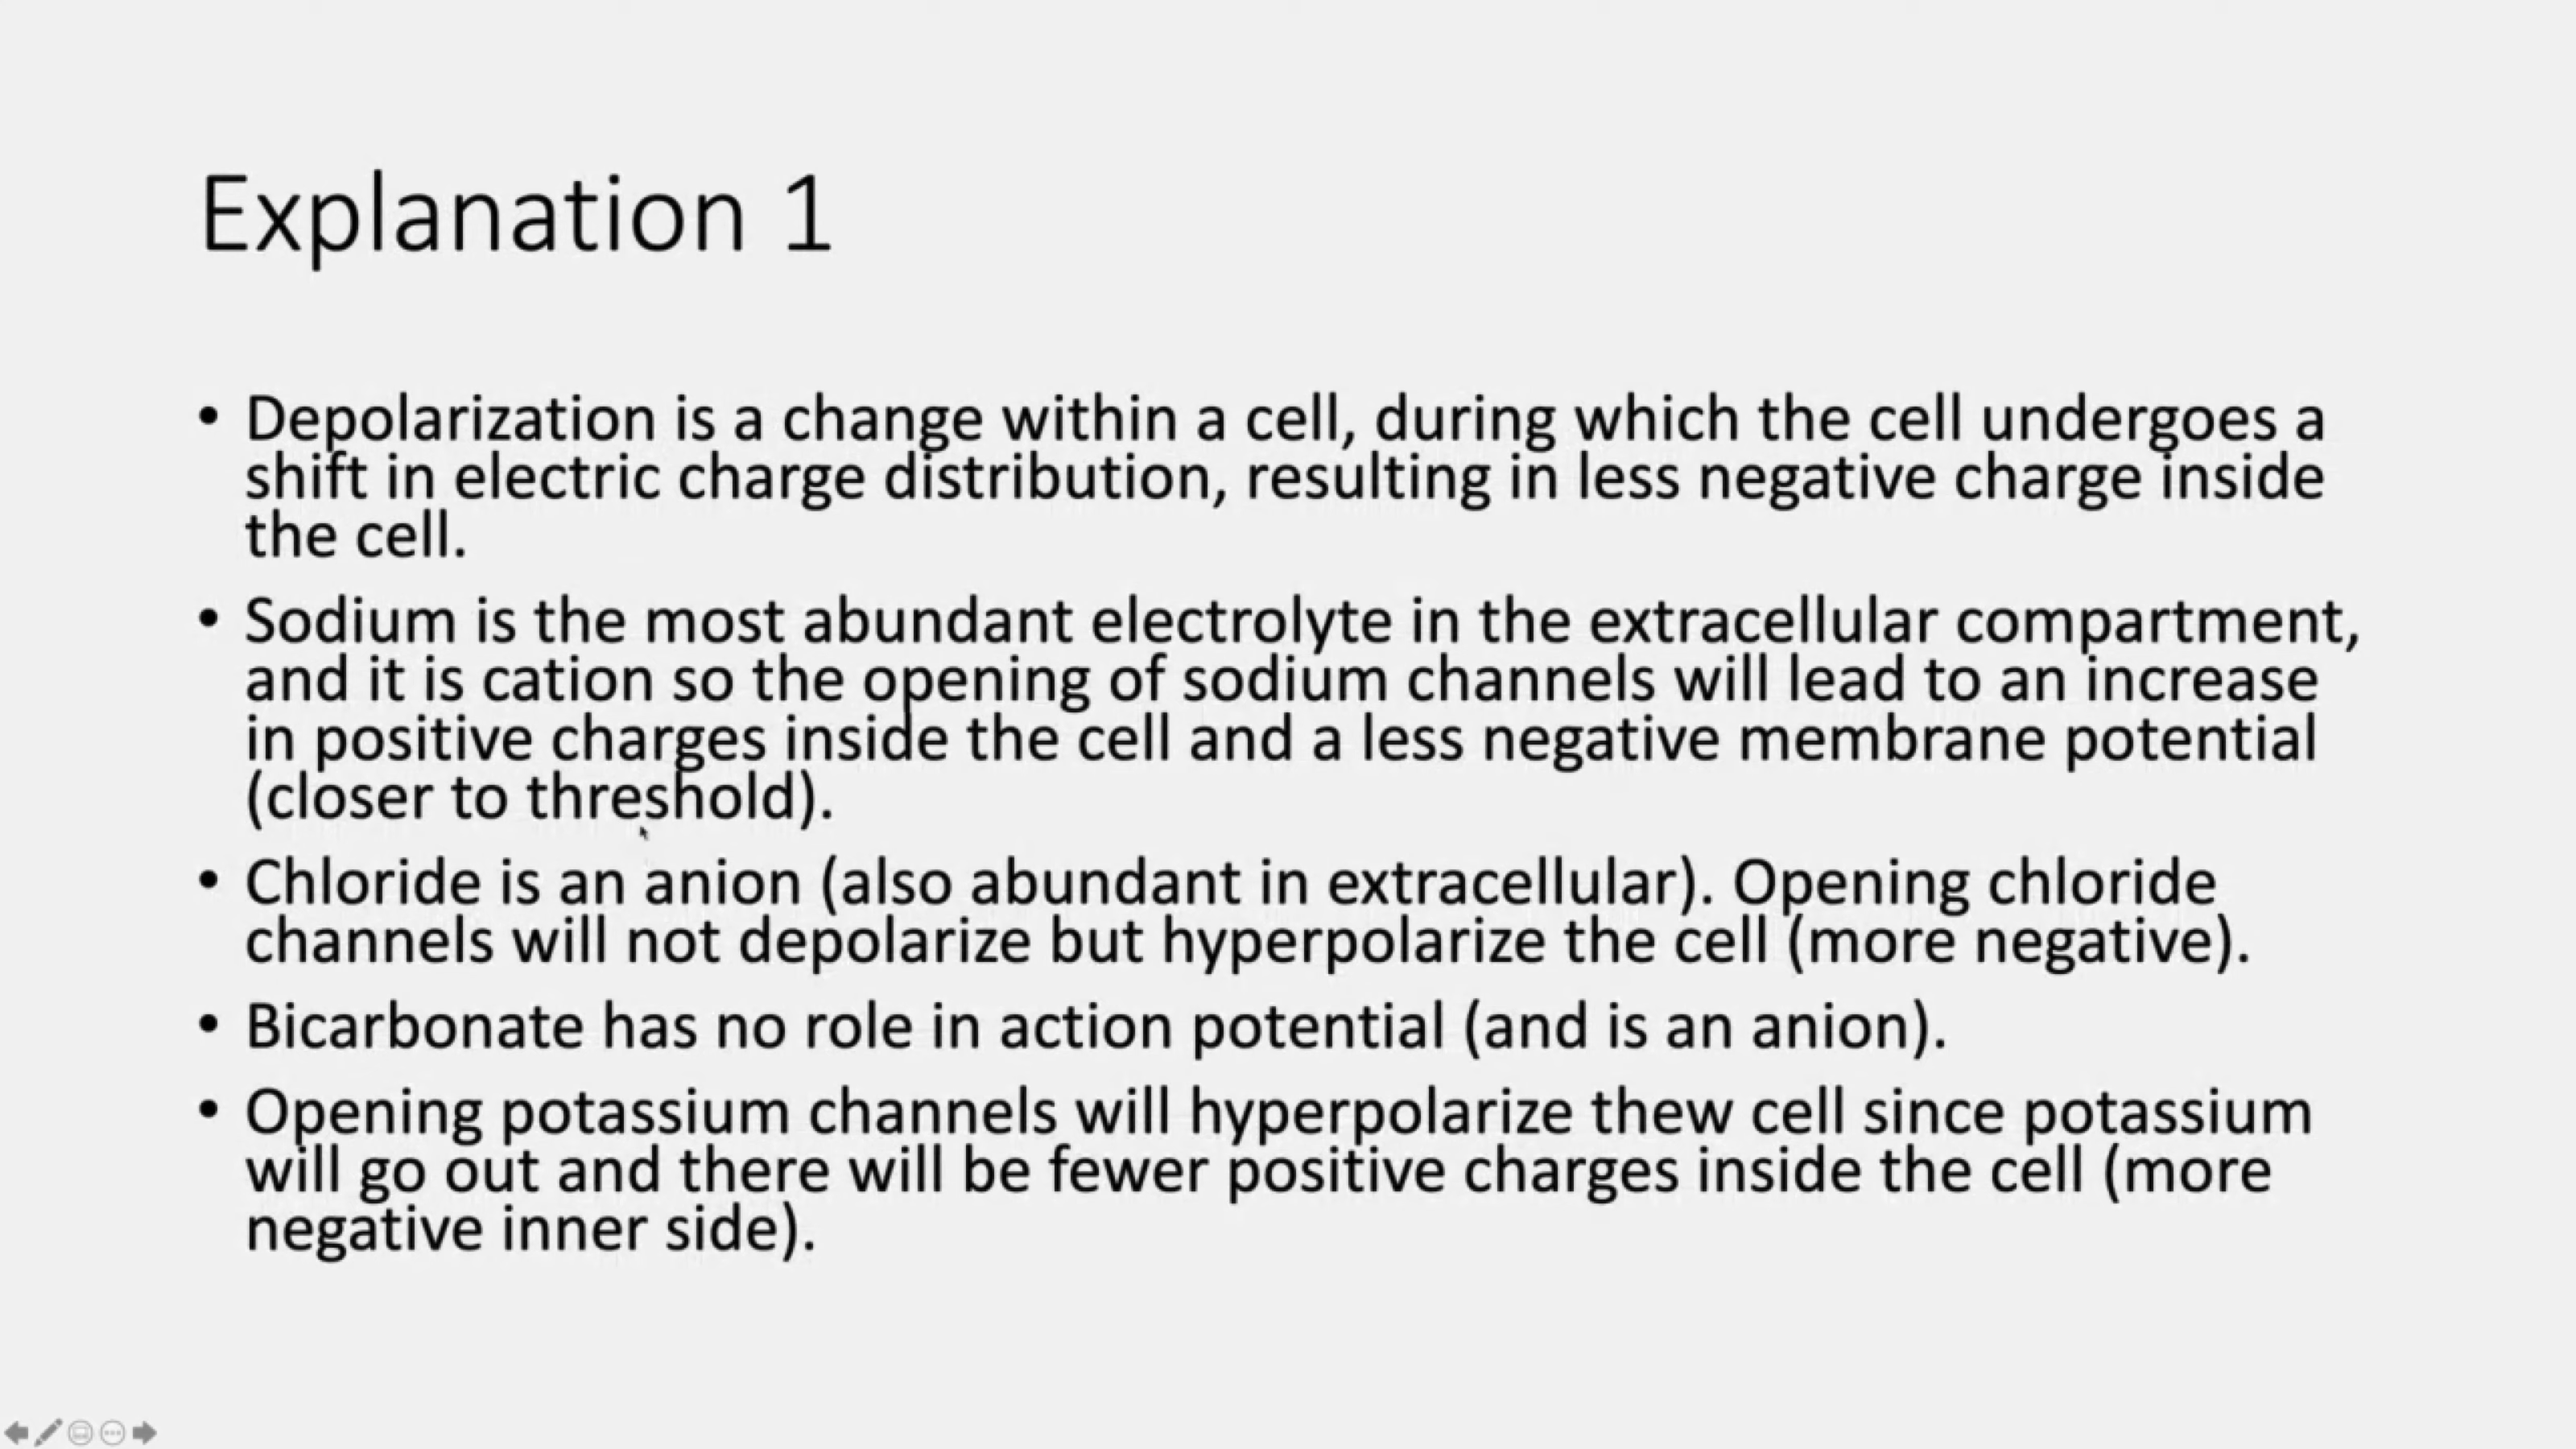 Explanation 1
• Depolarization is a change within a cell, during which the cell undergoes a
shift in electric charge distribution, resulting in less negative charge inside
the cell.
• Sodium is the most abundant electrolyte in the extracellular compartment,
and it is cation so the opening of sodium channels will lead to an increase
in positive charges inside the cell and a less negative membrane potential
(closer to threshold).
• Chloride is an anion (also abundant in extracellular). Opening chloride
channels will not depolarize but hyperpolarize the cell (more negative).
• Bicarbonate has no role in action potential (and is an anion).
• Opening potassium channels will hyperpolarize thew cell since potassium
will go out and there will be fewer positive charges inside the cell (more
negative inner side).